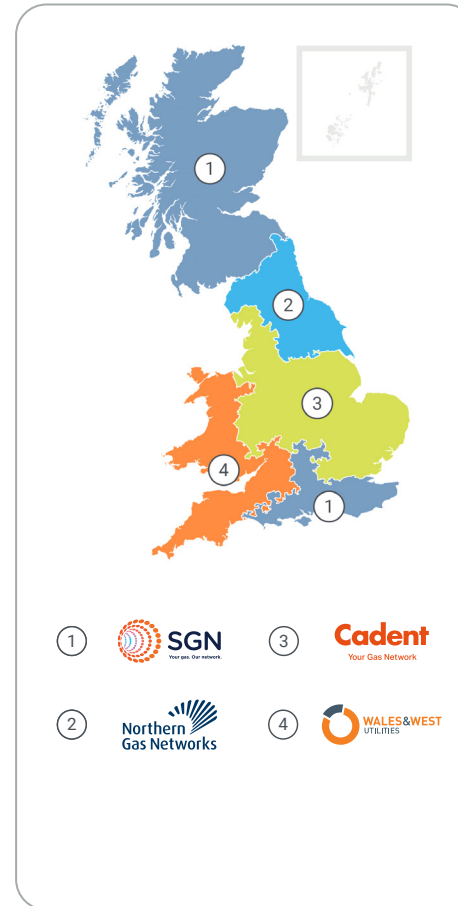 1
2
3
4
1
1
SGN
Your gas. Our network.
3
Cadent
Your Gas Network
2
Northern
Gas Networks
4
WALES&WEST
UTILITIES